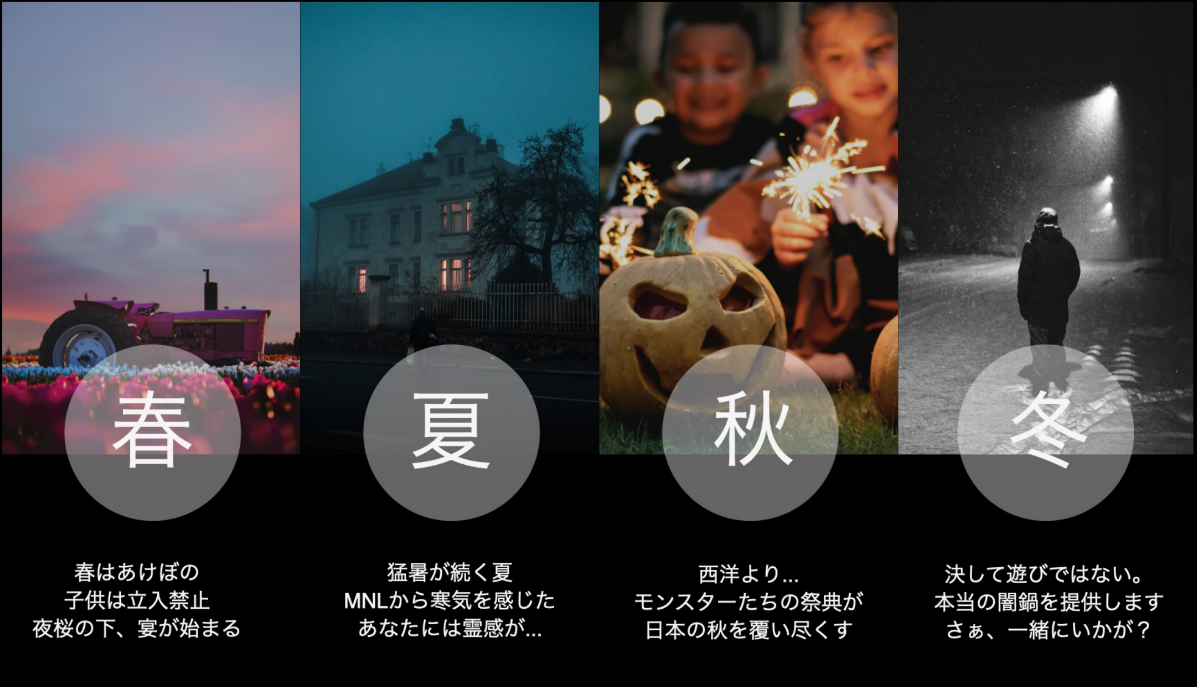 春
春はあけぼの
子供は立入禁止
夜桜の下、宴が始まる
夏
猛暑が続く夏
MNLから寒気を感じた
あなたには霊感が...
秋
西洋より...
モンスターたちの祭典が
日本の秋を覆い尽くす
冬
決して遊びではない。
本当の闇鍋を提供します
さぁ、一緒にいかが？